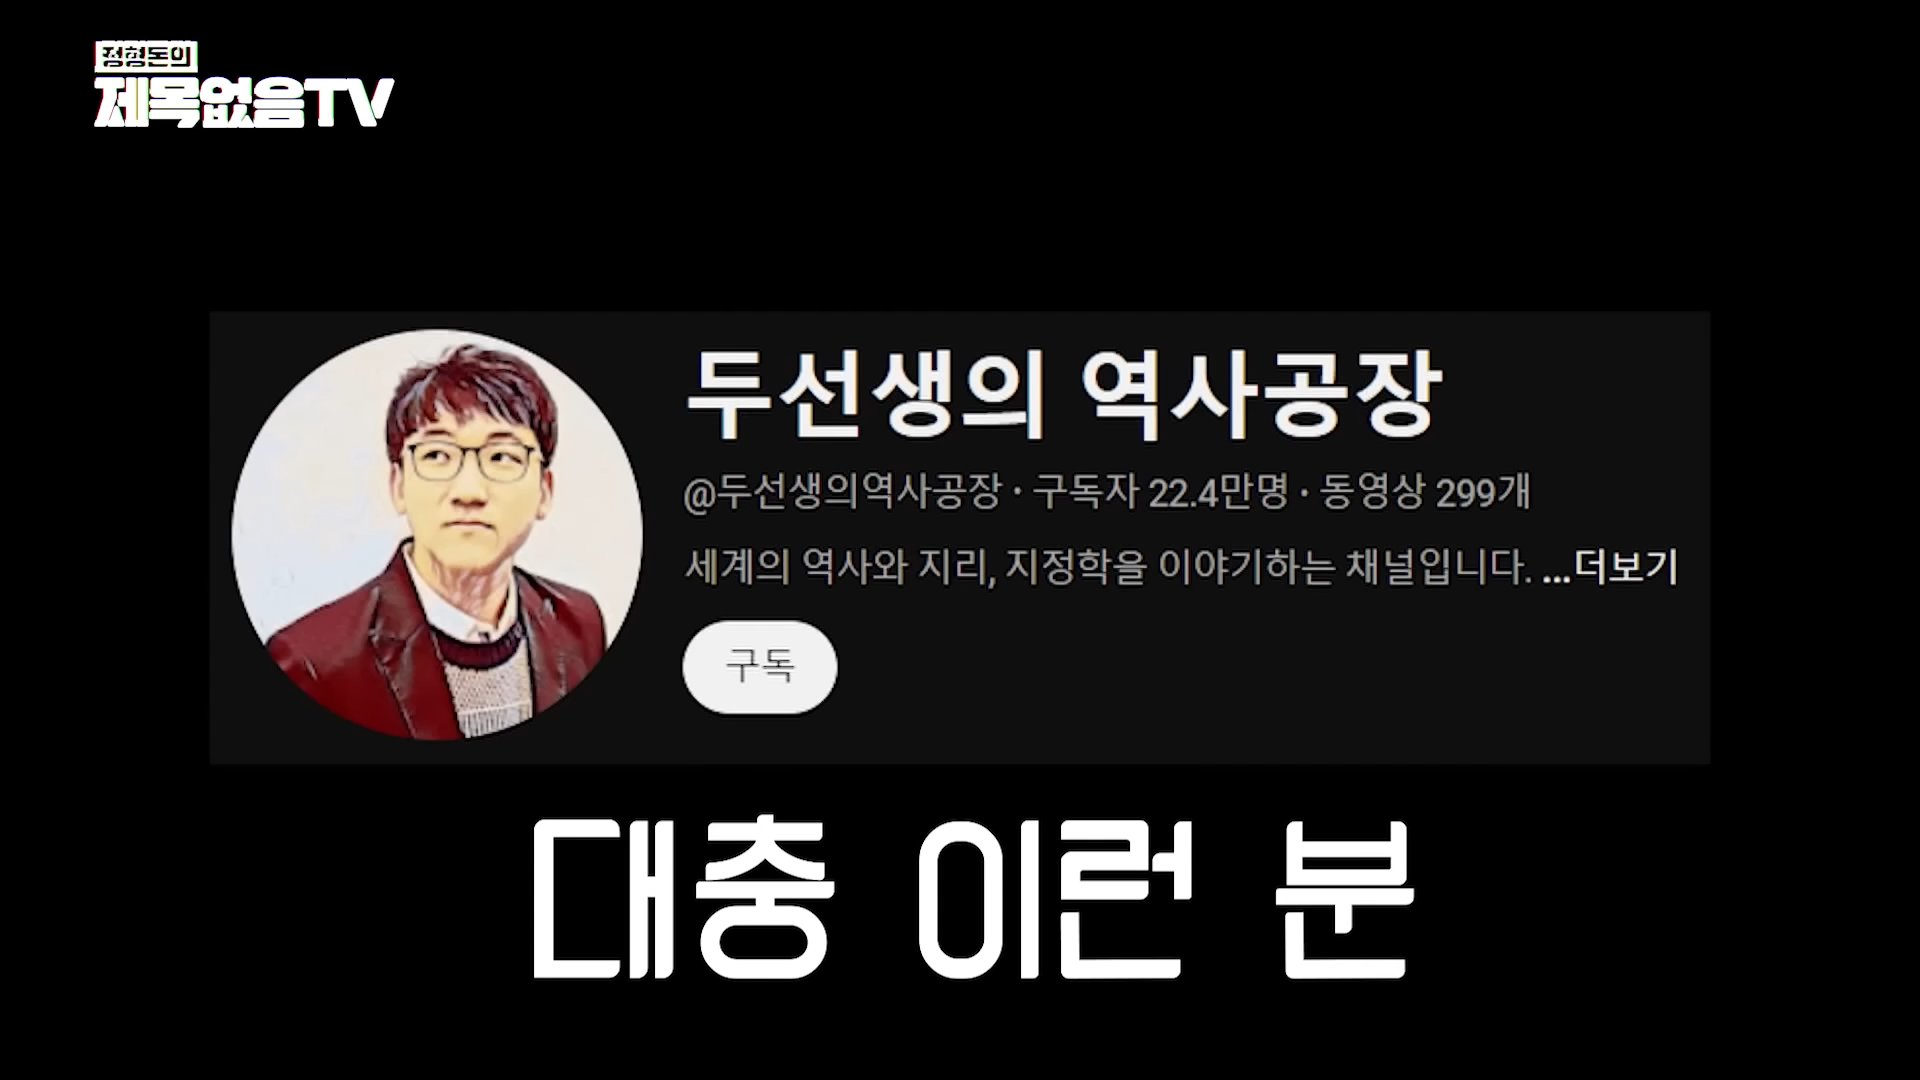 정형돈의
제목없음TV
두선생의 역사공장
@두선생의역사공장 · 구독자 22.4만명 · 동영상 299개
세계의 역사와 지리, 지정학을 이야기하는 채널입니다. ...더보기
구독
대충 이런 분